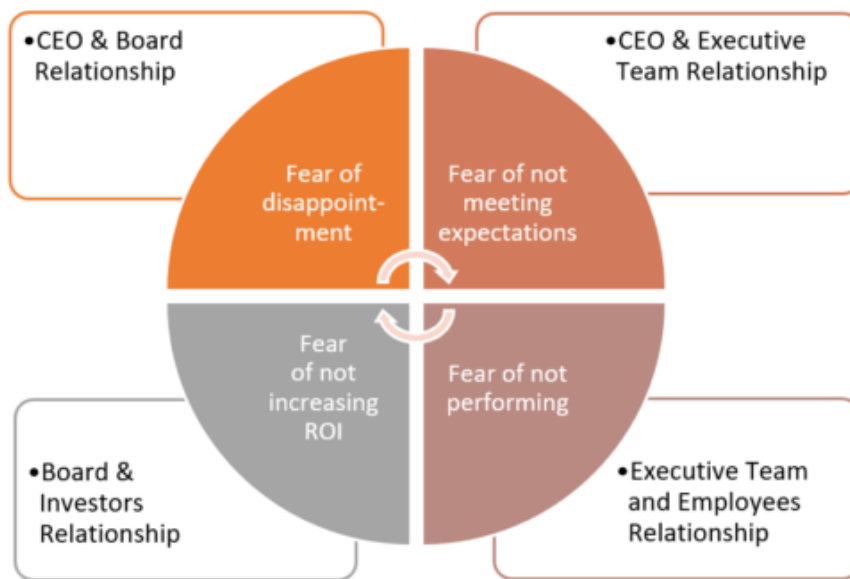 •CEO & Board
Relationship
•CEO & Executive
Team Relationship
Fear of
disappoint-
ment
Fear of not
meeting
expectations
Fear
of not
increasing
ROI
Fear of not
performing
•Board &
Investors
Relationship
•Executive Team
and Employees
Relationship